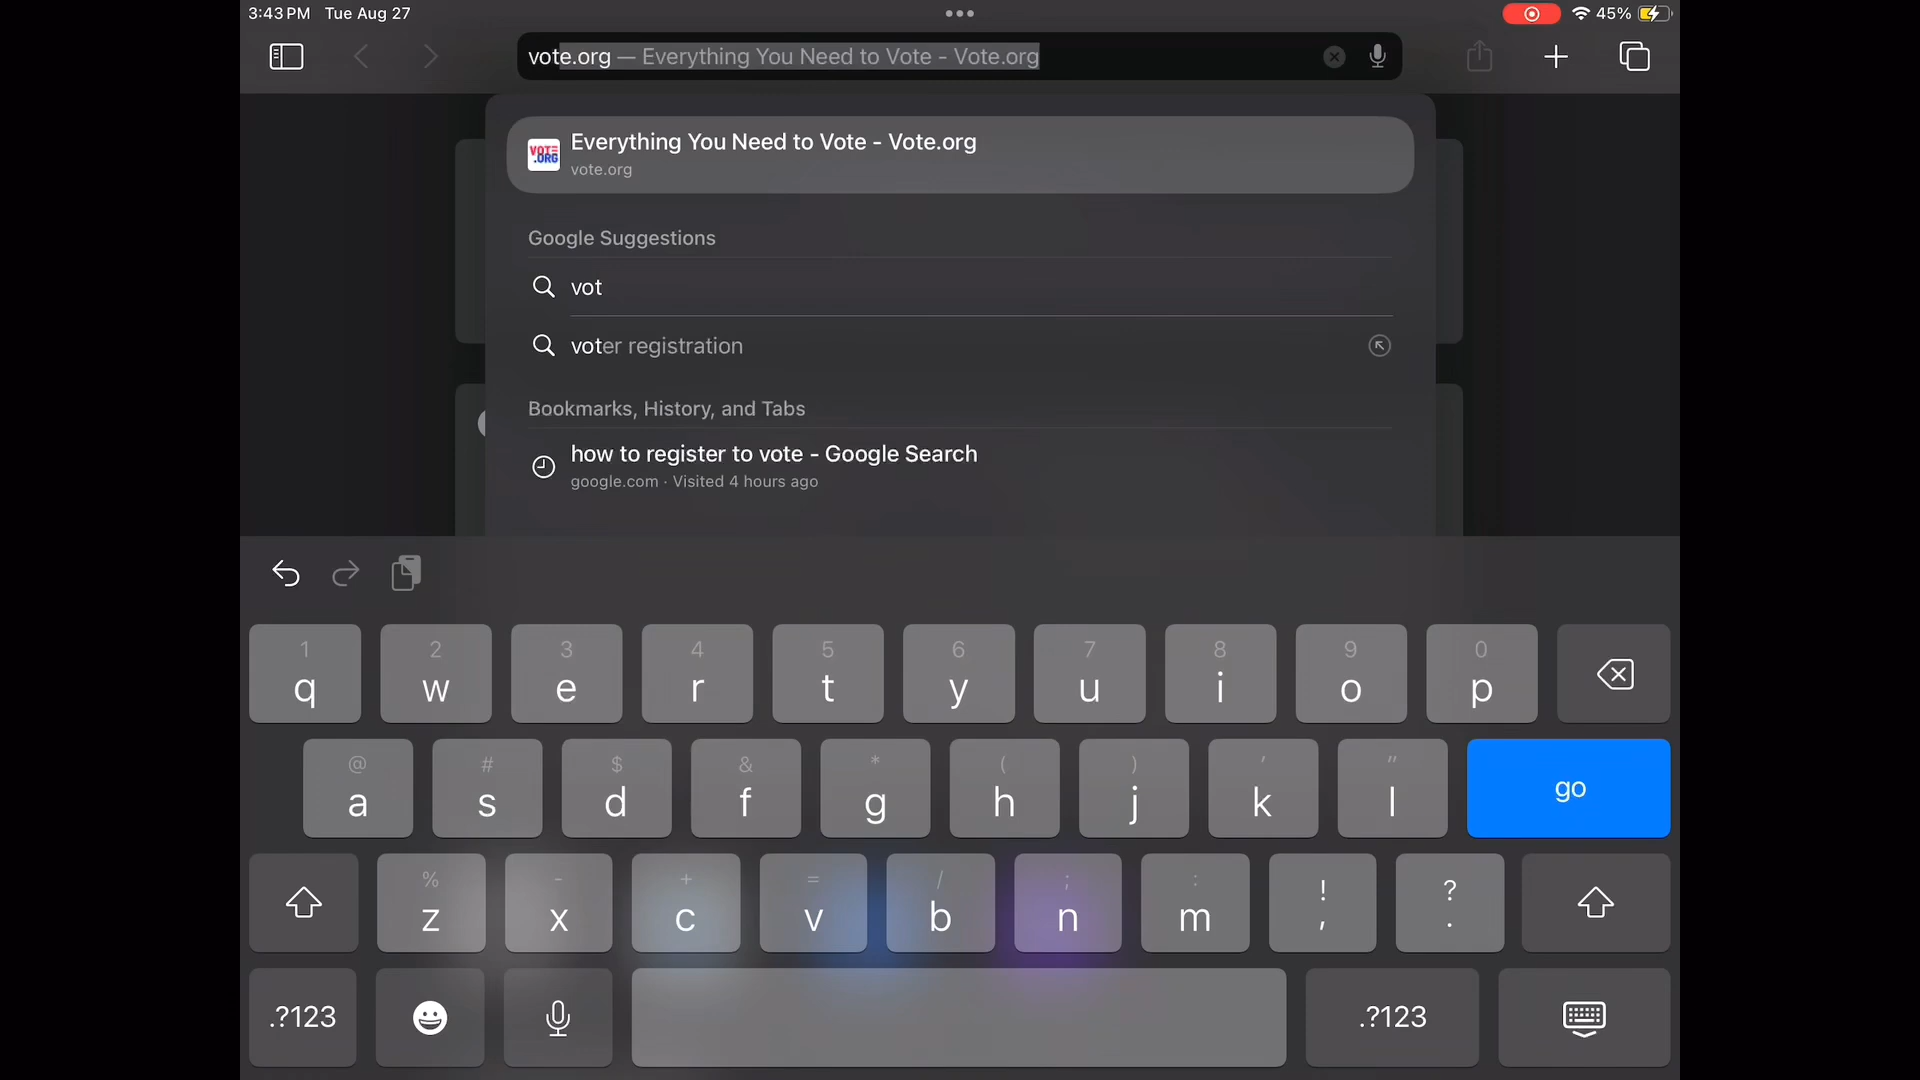 3:43 PM Tue Aug 27
45%
vote.org — Everything You Need to Vote - Vote.org
VOTE
.ORG
Everything You Need to Vote - Vote.org
vote.org
Google Suggestions
vot
voter registration
Bookmarks, History, and Tabs
how to register to vote - Google Search
google.com · Visited 4 hours ago
1 2 3 4 5 6 7 8 9 0
q w e r t y u i o p
@ # $ & * ( ) ' "
a s d f g h j k l go
% - + = / ; : ! ?
z x c v b n m , .
.?123 .?123